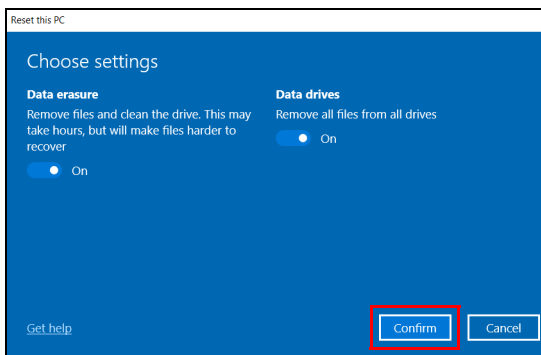 Reset this PC
Choose settings
Data erasure
Remove files and clean the drive. This may
take hours, but will make files harder to
recover
On
Data drives
Remove all files from all drives
On
Get help
Confirm
Cancel